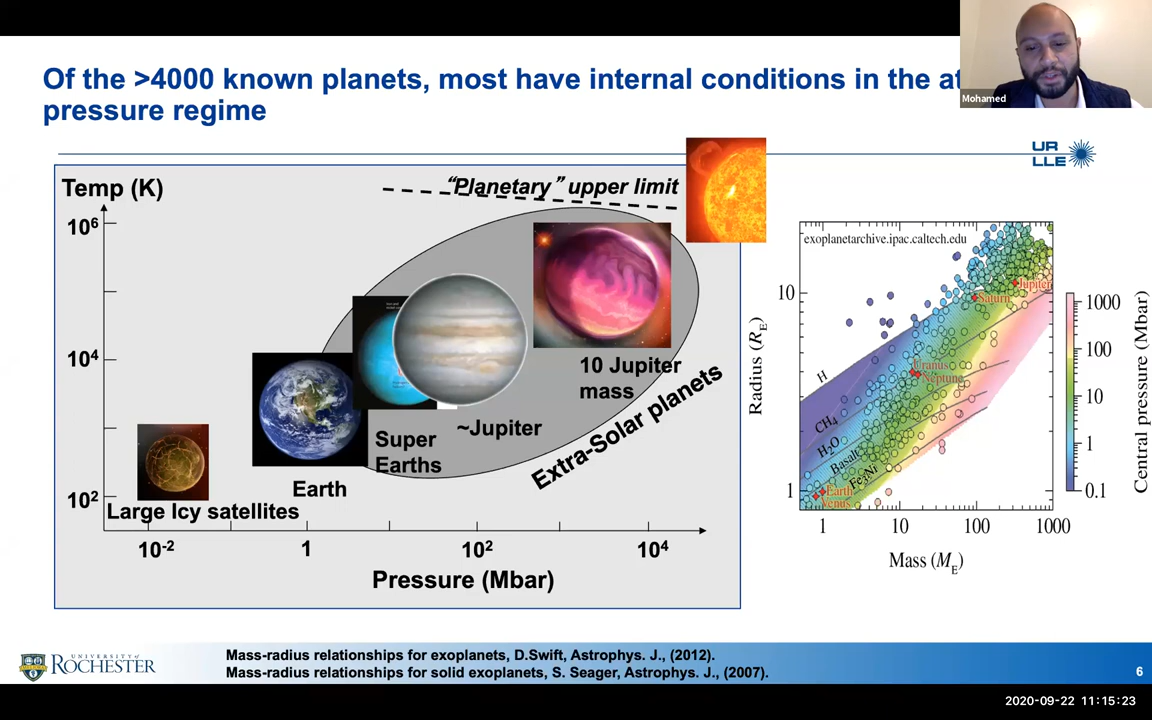 Of the >4000 known planets, most have internal conditions in the at
pressure regime
Mohamed
UR
LLE
Temp (K)
“Planetary” upper limit
10⁶
10⁴
10²
10 Jupiter
mass
~Jupiter
Super
Earths
Extra-Solar planets
Earth
Large Icy satellites
10⁻²
1
10²
10⁴
Pressure (Mbar)
exoplanetarchive.ipac.caltech.edu
Jupiter
Saturn
Uranus
Neptune
H
CH₄
H₂O
Basalt
Fe₃Ni
Earth
Venus
10
1
Radius (R_E)
1
10
100
1000
Mass (M_E)
1000
100
10
1
0.1
Central pressure (Mbar)
UNIVERSITY of
ROCHESTER
Mass-radius relationships for exoplanets, D.Swift, Astrophys. J., (2012).
Mass-radius relationships for solid exoplanets, S. Seager, Astrophys. J., (2007).
6
2020-09-22 11:15:23